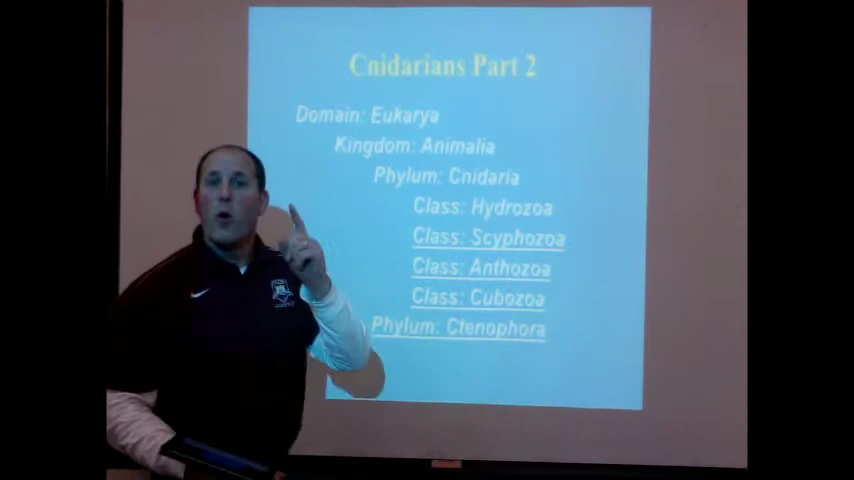 Cnidarians Part 2
Domain: Eukarya
Kingdom: Animalia
Phylum: Cnidaria
Class: Hydrozoa
Class: Scyphozoa
Class: Anthozoa
Class: Cubozoa
Phylum: Ctenophora